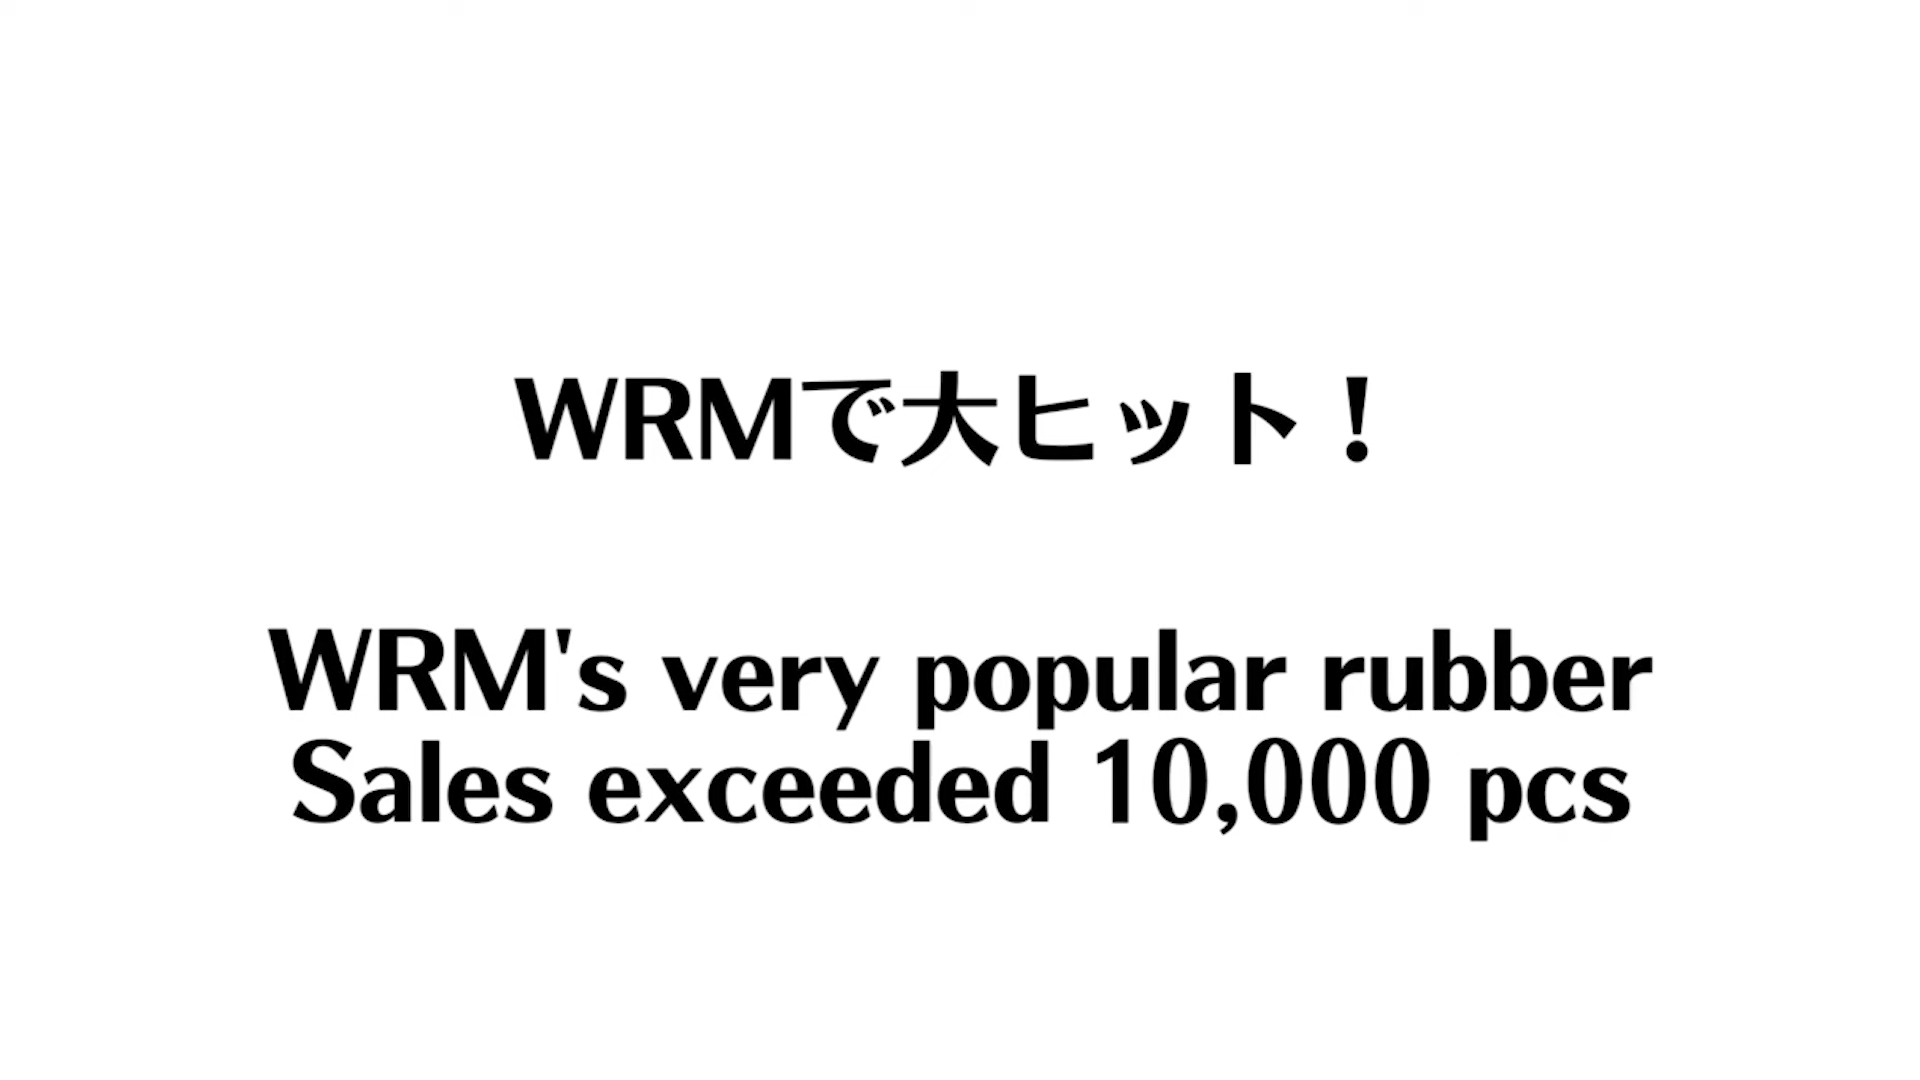 WRMで大ヒット！
WRM's very popular rubber
Sales exceeded 10,000 pcs